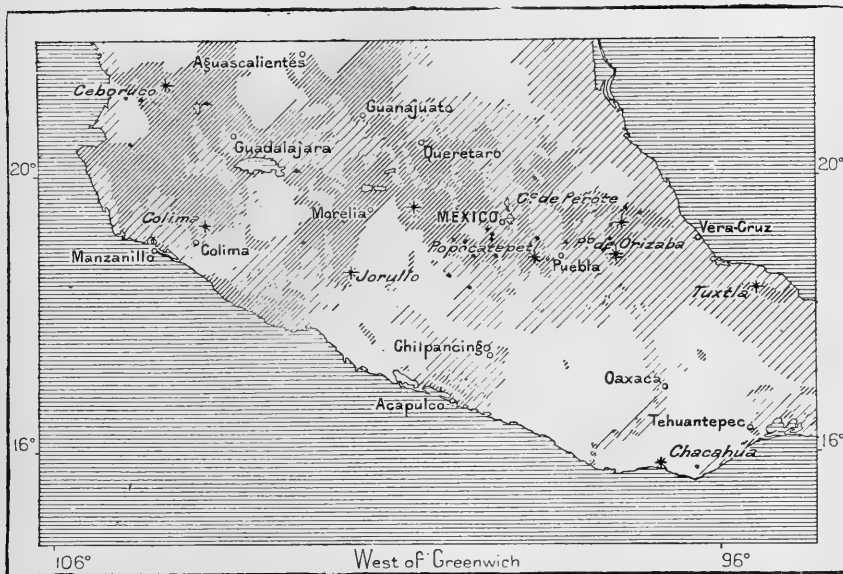 Aguascalientes
Ceboruco
Guanajuato
Guadalajara
Queretaro
20°
20°
Co. de Perote
Morelia
MEXICO
Colima
Vera-Cruz
Colima
Manzanillo
Popocatepetl
Po. de Orizaba
Puebla
Jorullo
Tuxtla
Chilpancingo
Oaxaca
Acapulco
Tehuantepec
16°
16°
Chacahua
106°
West of Greenwich
96°